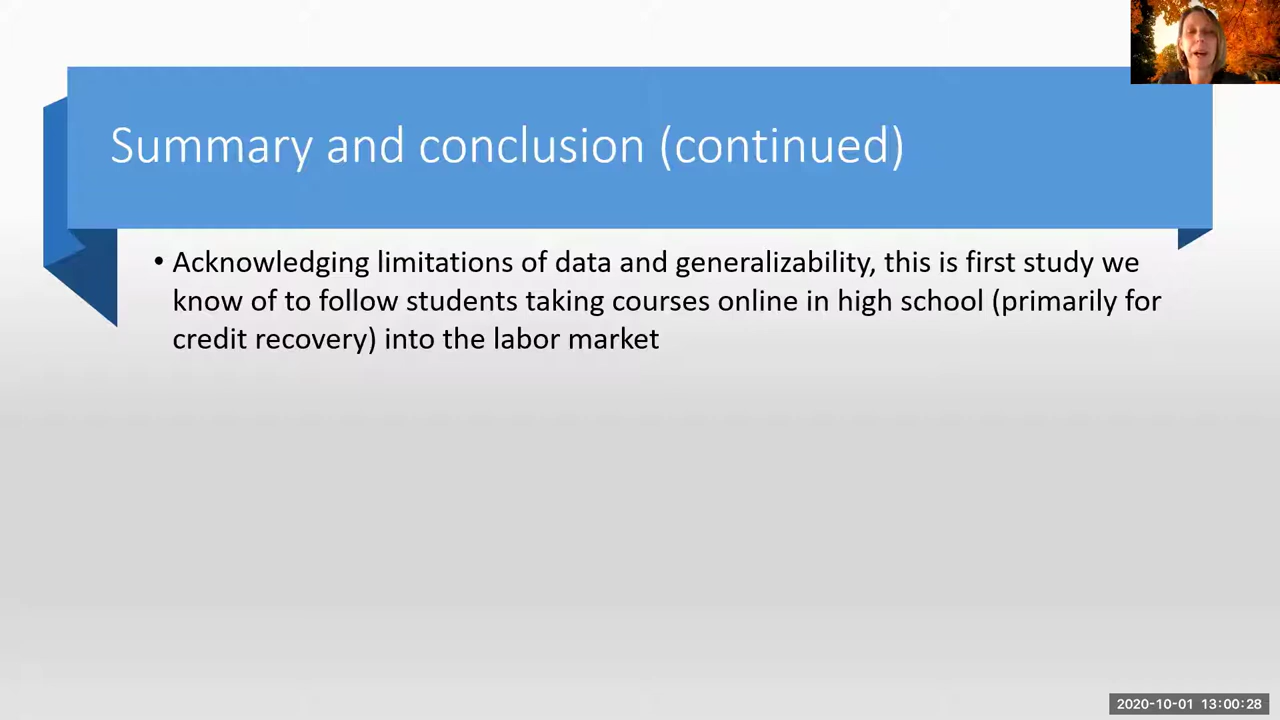 Summary and conclusion (continued)
• Acknowledging limitations of data and generalizability, this is first study we
know of to follow students taking courses online in high school (primarily for
credit recovery) into the labor market
2020-10-01 13:00:28